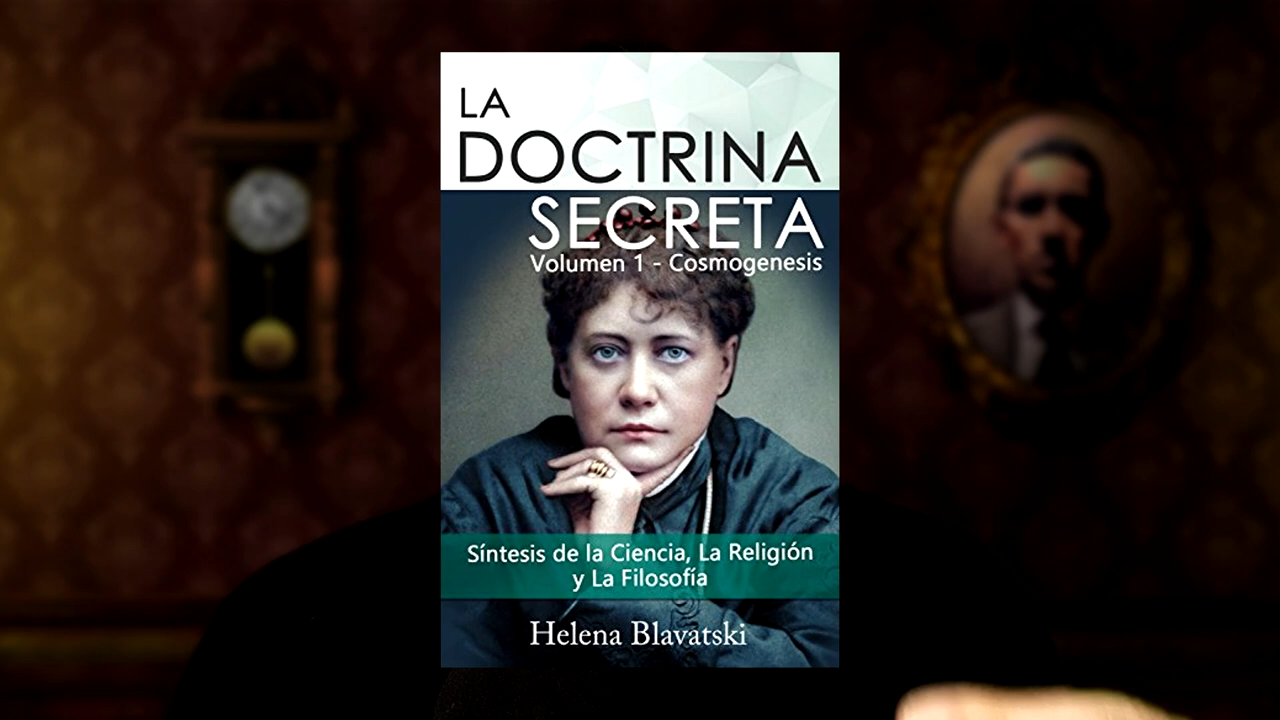 LA
DOCTRINA
SECRETA
Volumen 1 - Cosmogenesis
Síntesis de la Ciencia, La Religión
y La Filosofía
Helena Blavatski